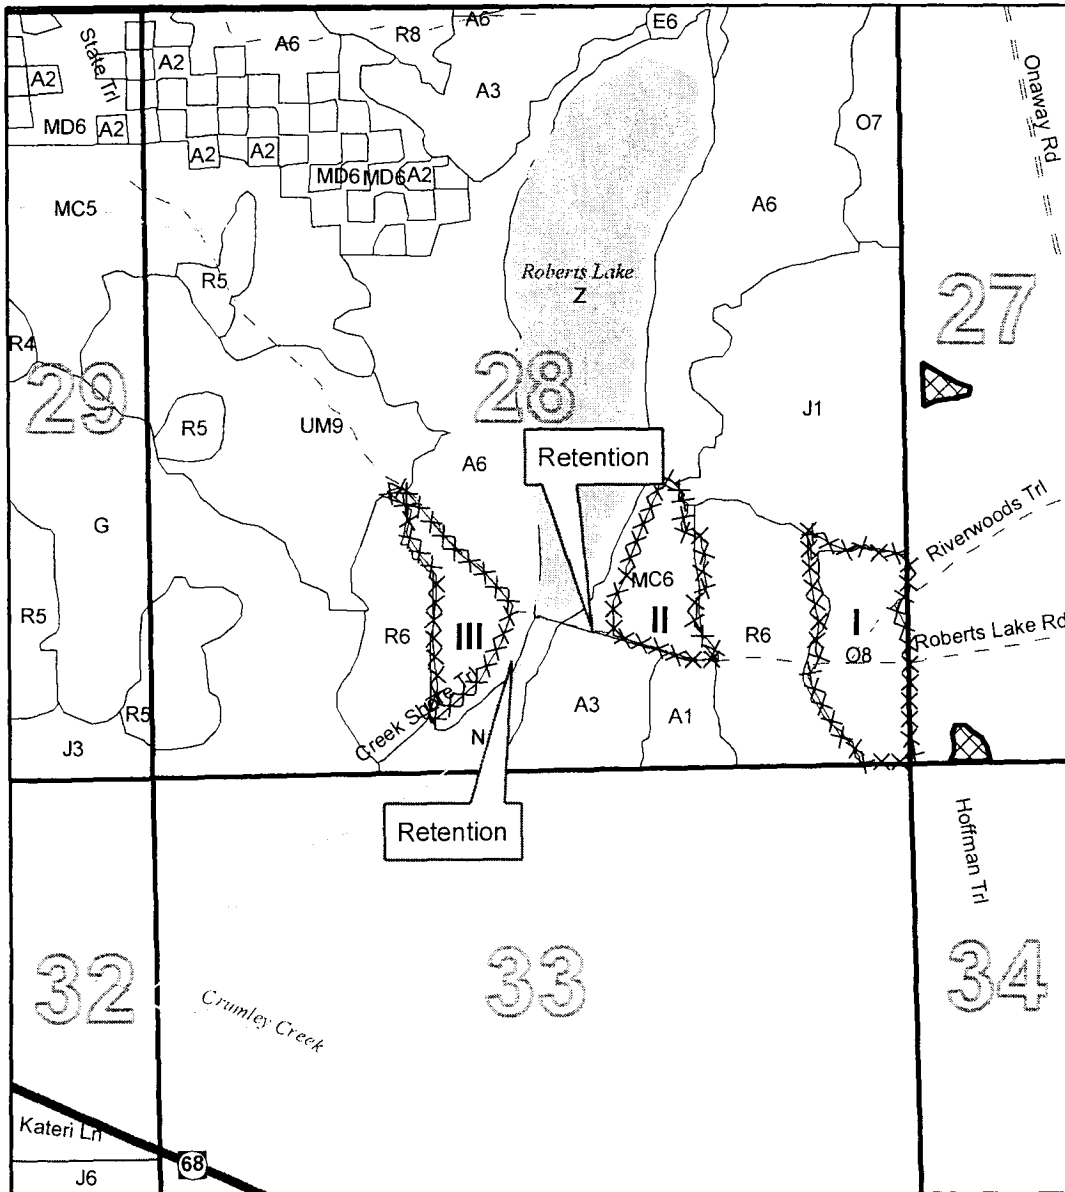 A6
E6
R8
A6
State Trl
A2
A2
A3
MD6
A2
A2
A2
O7
Onaway Rd
MD6
MD6
A2
MC5
A6
R5
Roberts Lake
Z
27
R4
29
28
J1
R5
UM9
A6
Retention
G
Riverwoods Trl
MC6
R5
R6
III
II
R6
I
Roberts Lake Rd
O8
R5
Creek Shore Trl
A3
A1
N
J3
Retention
Hoffman Trl
32
33
34
Crumley Creek
Kateri Ln
68
J6